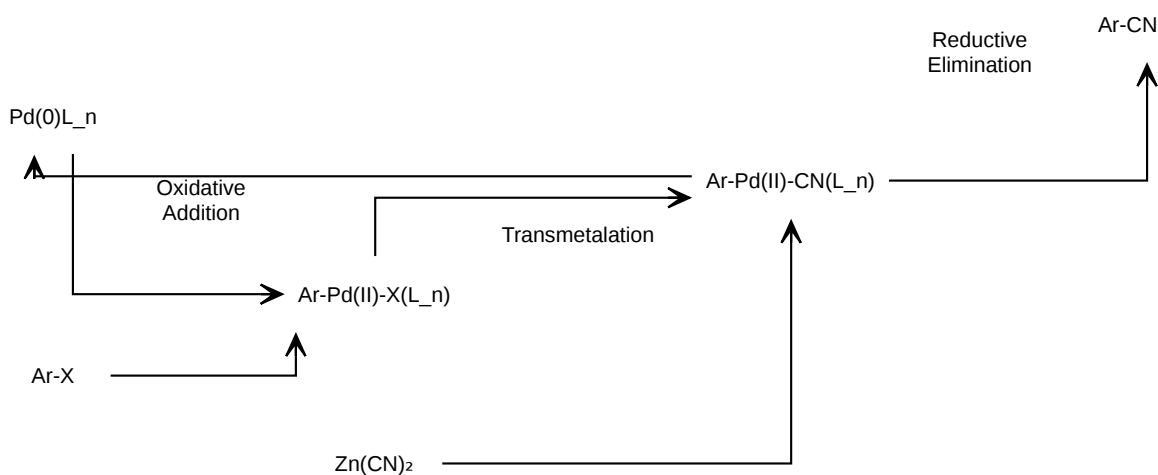 Ar-CN
Reductive
Elimination
Pd(0)L_n
Oxidative
Addition
Ar-Pd(II)-CN(L_n)
Transmetalation
Ar-Pd(II)-X(L_n)
Ar-X
Zn(CN)₂